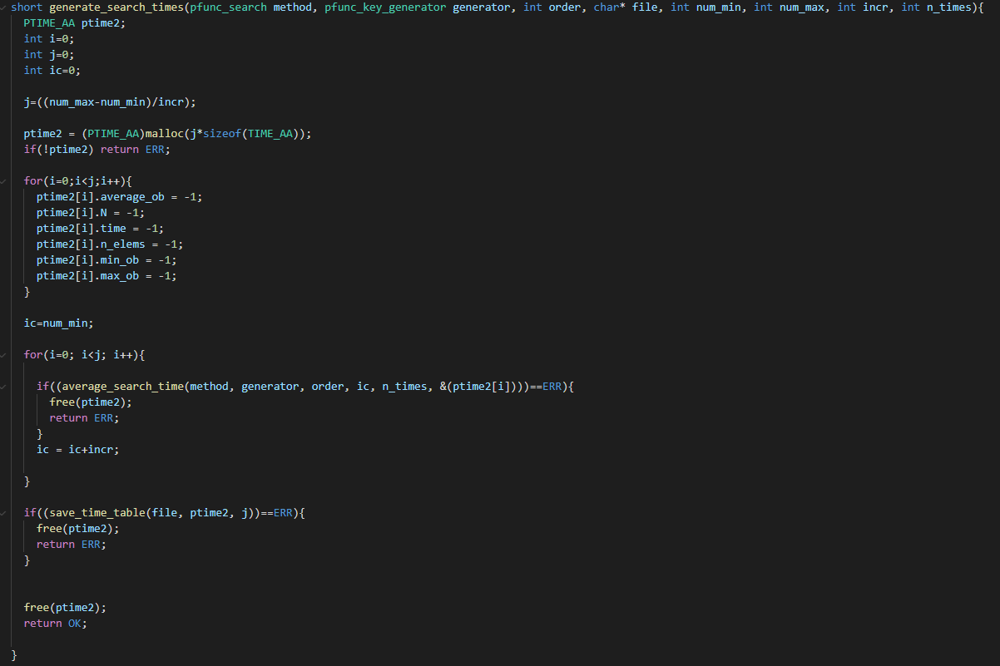 short generate_search_times(pfunc_search method, pfunc_key_generator generator, int order, char* file, int num_min, int num_max, int incr, int n_times){
PTIME_AA ptime2;
int i=0;
int j=0;
int ic=0;
j=((num_max-num_min)/incr);
ptime2 = (PTIME_AA)malloc(j*sizeof(TIME_AA));
if(!ptime2) return ERR;
for(i=0;i<j;i++){
ptime2[i].average_ob = -1;
ptime2[i].N = -1;
ptime2[i].time = -1;
ptime2[i].n_elems = -1;
ptime2[i].min_ob = -1;
ptime2[i].max_ob = -1;
}
ic=num_min;
for(i=0; i<j; i++){
if((average_search_time(method, generator, order, ic, n_times, &(ptime2[i])))==ERR){
free(ptime2);
return ERR;
}
ic = ic+incr;
}
if((save_time_table(file, ptime2, j))==ERR){
free(ptime2);
return ERR;
}
free(ptime2);
return OK;
}